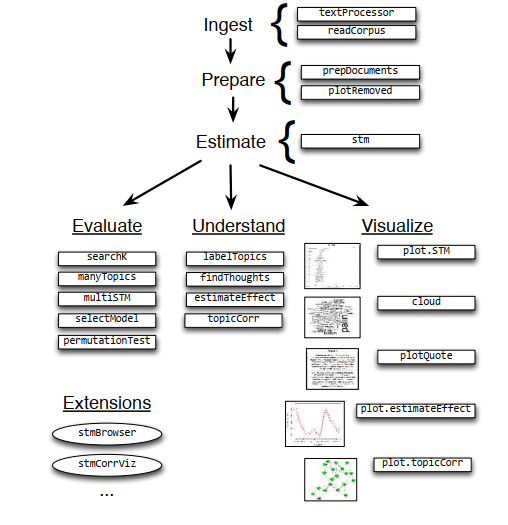 Ingest
textProcessor
readCorpus
Prepare
prepDocuments
plotRemoved
Estimate
stm
Evaluate
searchK
manyTopics
multiSTM
selectModel
permutationTest
Understand
labelTopics
findThoughts
estimateEffect
topicCorr
Visualize
plot.STM
cloud
pain
plotQuote
plot.estimateEffect
plot.topicCorr
Extensions
stmBrowser
stmCorrViz
...